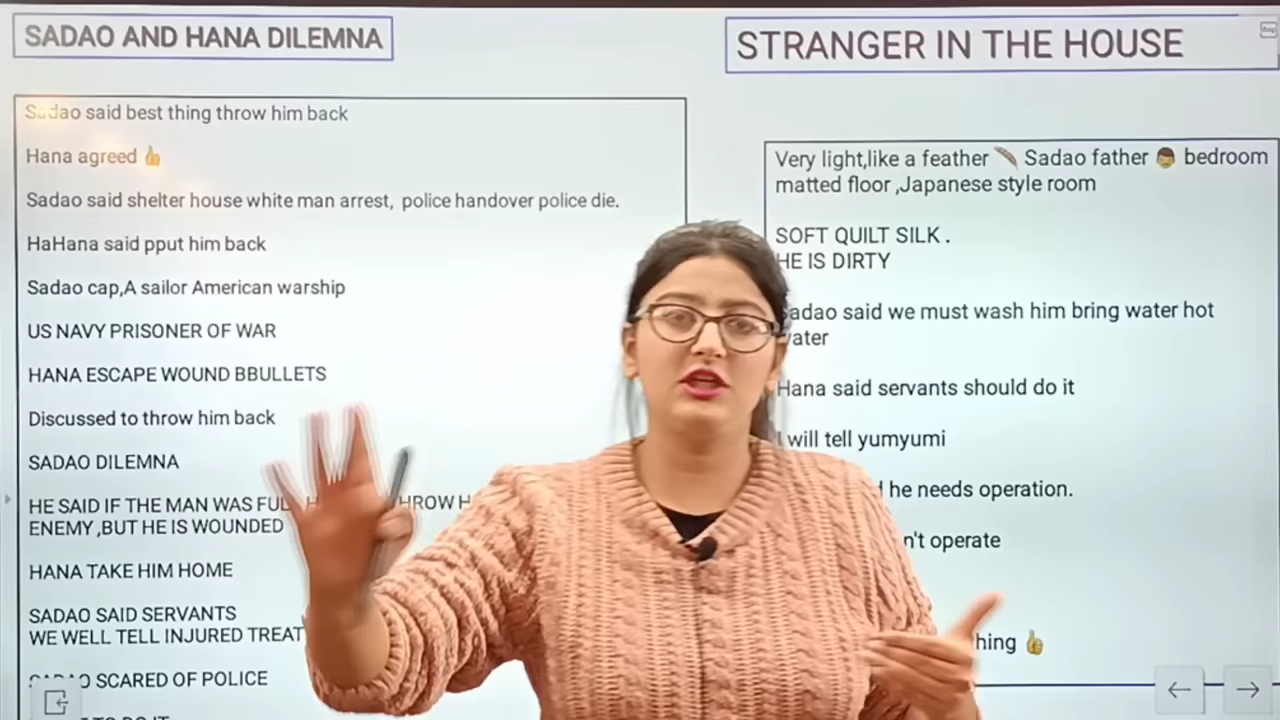 SADAO AND HANA DILEMNA
Sadao said best thing throw him back
Hana agreed 👍
Sadao said shelter house white man arrest, police handover police die.
HaHana said pput him back
Sadao cap,A sailor American warship
US NAVY PRISONER OF WAR
HANA ESCAPE WOUND BBULLETS
Discussed to throw him back
SADAO DILEMNA
HE SAID IF THE MAN WAS
ENEMY ,BUT HE IS WOUNDED
HANA TAKE HIM HOME
SADAO SAID SERVANTS
WE WELL TELL INJURED TREAT
SCARED OF POLICE
STRANGER IN THE HOUSE
Very light,like a feather 🪶 Sadao father 👨 bedroom
matted floor ,Japanese style room
SOFT QUILT SILK .
HE IS DIRTY
Sadao said we must wash him bring water hot
water
Hana said servants should do it
I will tell yumyumi
he needs operation.
operate
👍